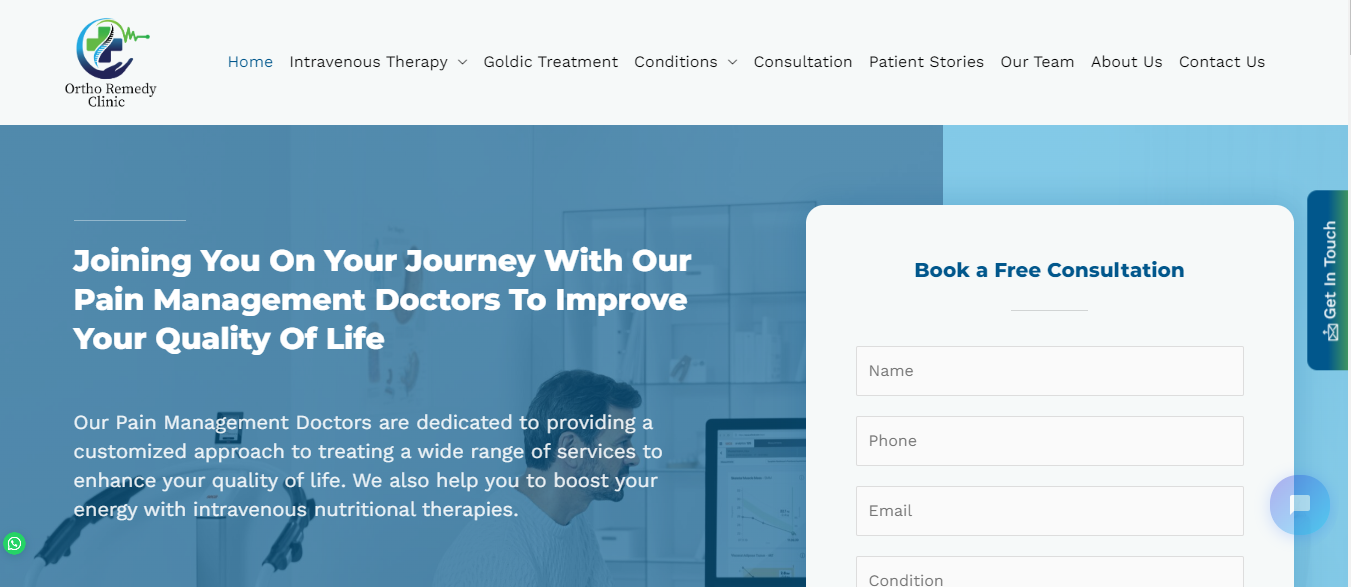 Ortho Remedy
Clinic
Home Intravenous Therapy Goldic Treatment Conditions Consultation Patient Stories Our Team About Us Contact Us
Joining You On Your Journey With Our
Pain Management Doctors To Improve
Your Quality Of Life
Our Pain Management Doctors are dedicated to providing a
customized approach to treating a wide range of services to
enhance your quality of life. We also help you to boost your
energy with intravenous nutritional therapies.
Book a Free Consultation
Name
Phone
Email
Condition
Get In Touch